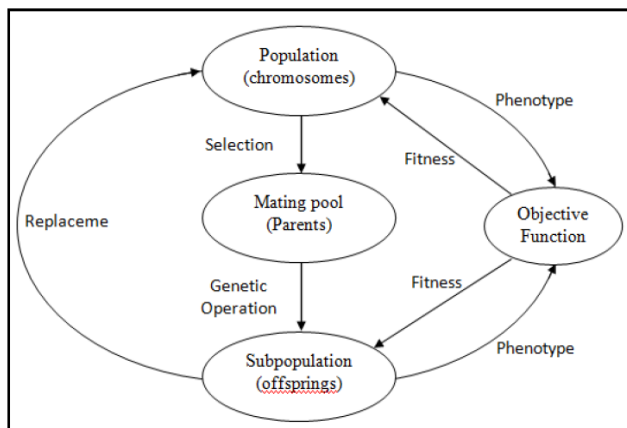 Population
(chromosomes)
Phenotype
Selection
Fitness
Mating pool
(Parents)
Replaceme
Objective
Function
Genetic
Operation
Fitness
Subpopulation
(offsprings)
Phenotype